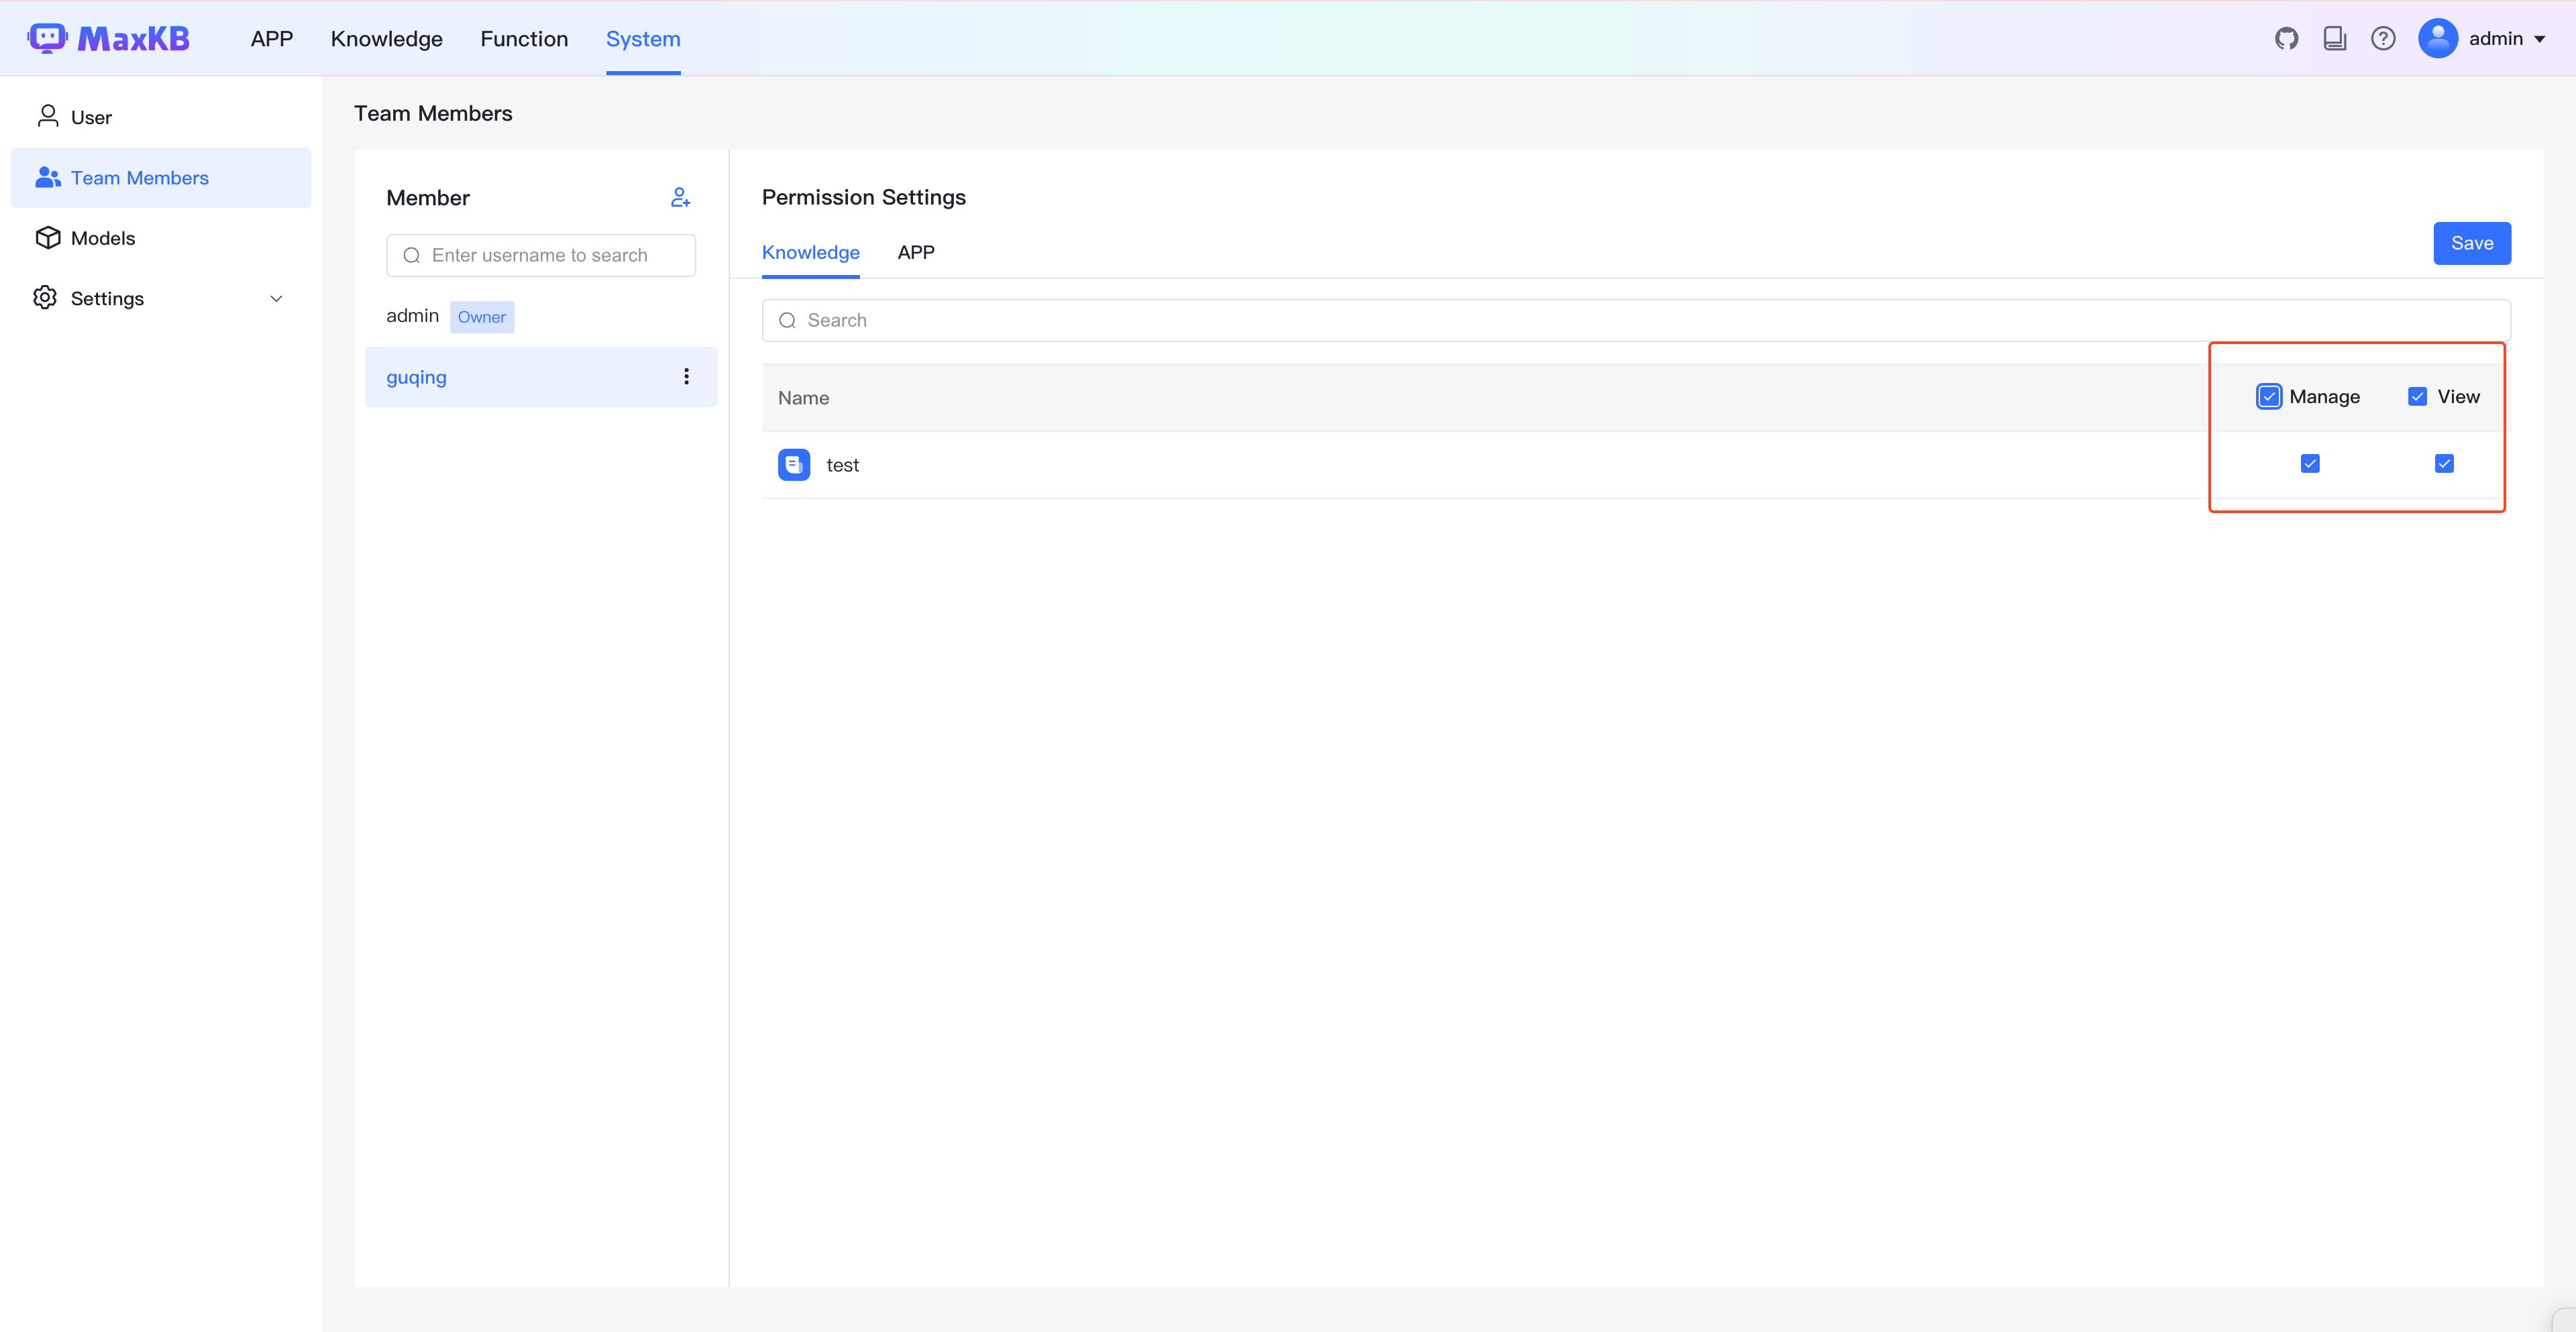 MaxKB APP Knowledge Function System admin
User
Team Members
Models
Settings
Team Members
Member
Enter username to search
admin Owner
guqing
Permission Settings
Knowledge APP
Save
Search
Name Manage View
test